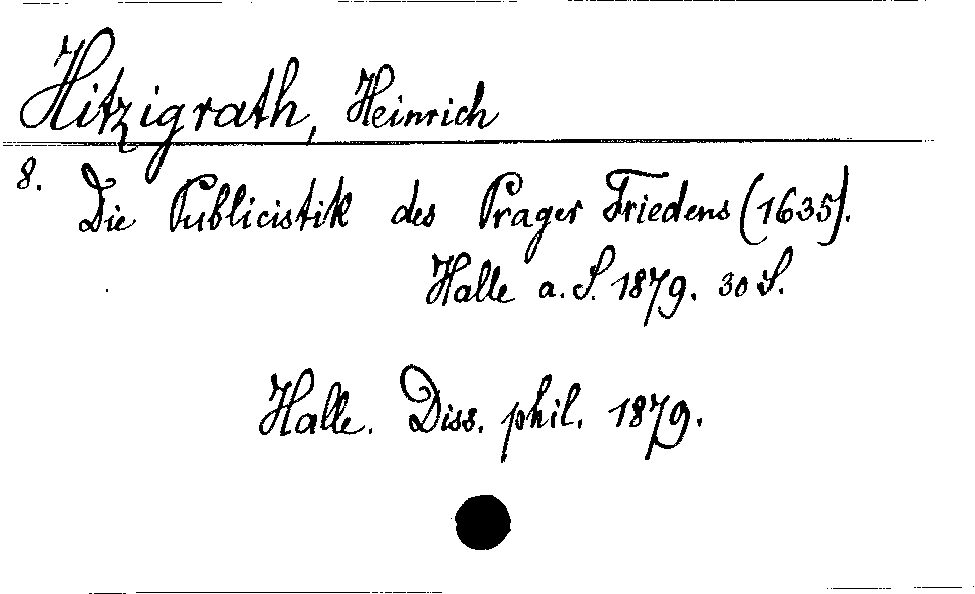 Hitzigrath, Heinrich
8.
Die Publicistik des Prager Friedens (1635).
Halle a. S. 1879. 30 S.
Halle. Diss. phil. 1879.